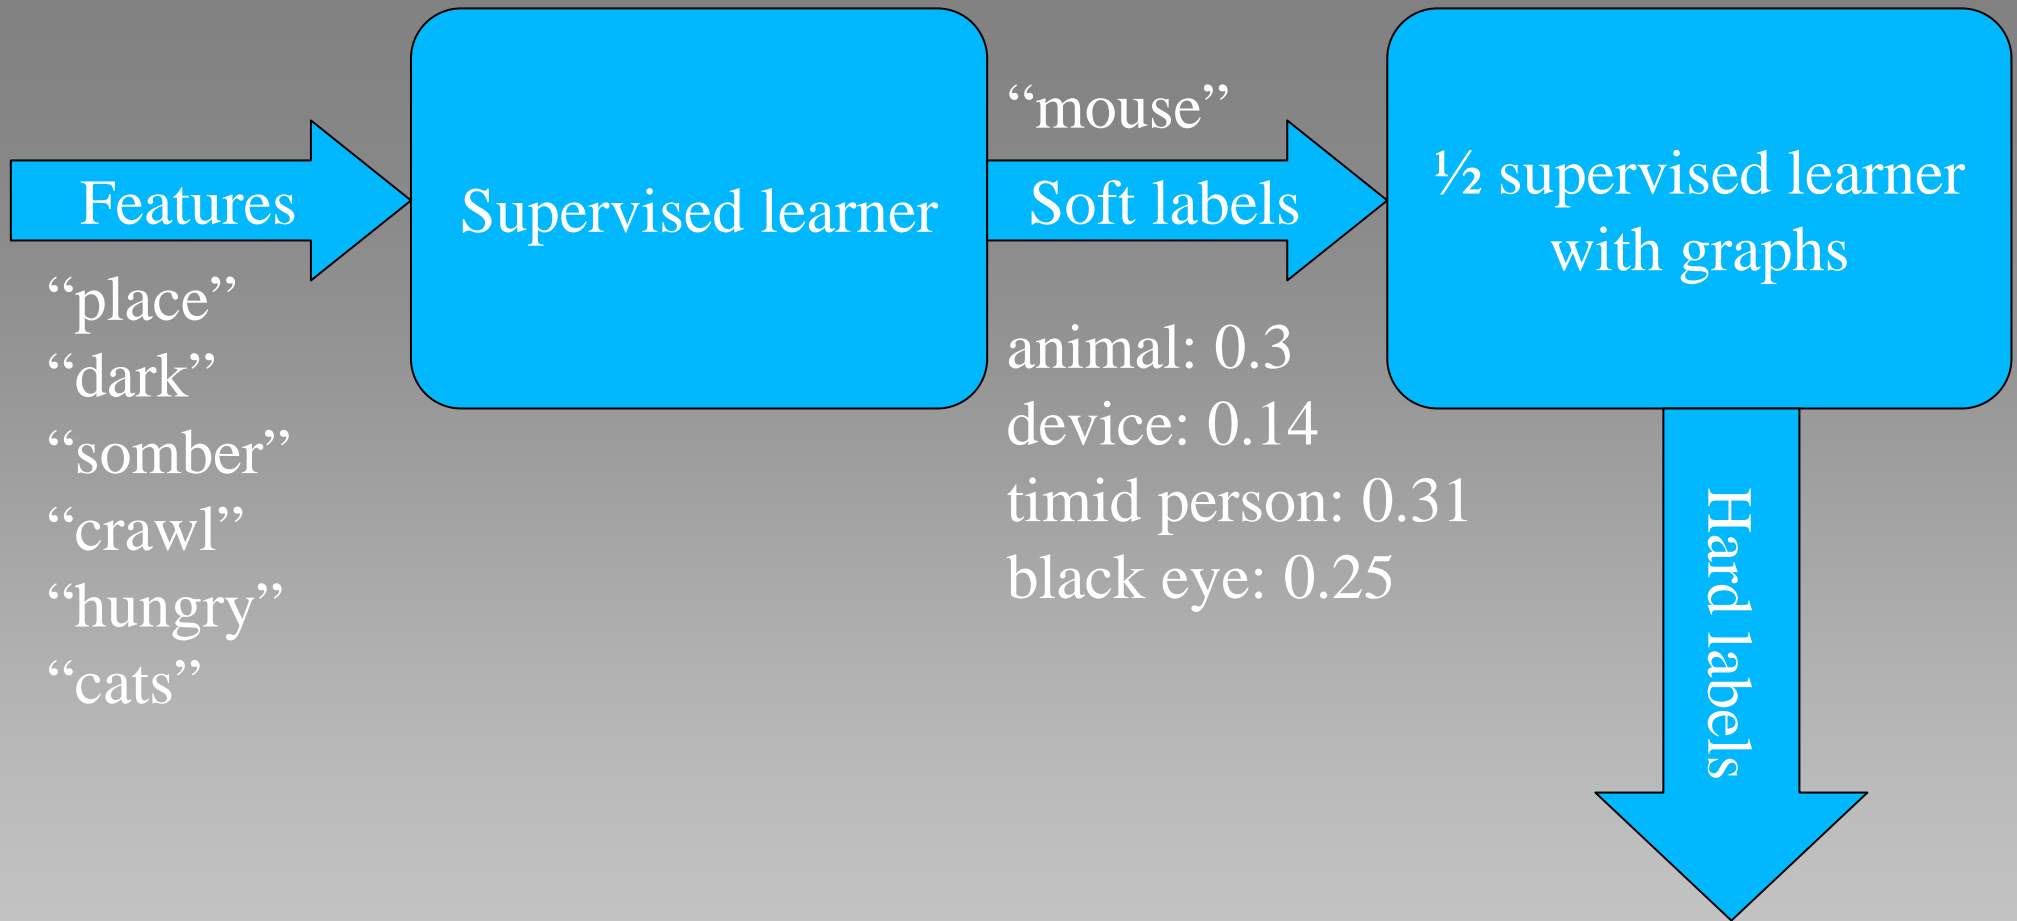 Features
“place”
“dark”
“somber”
“crawl”
“hungry”
“cats”
Supervised learner
“mouse”
Soft labels
animal: 0.3
device: 0.14
timid person: 0.31
black eye: 0.25
½ supervised learner
with graphs
Hard labels